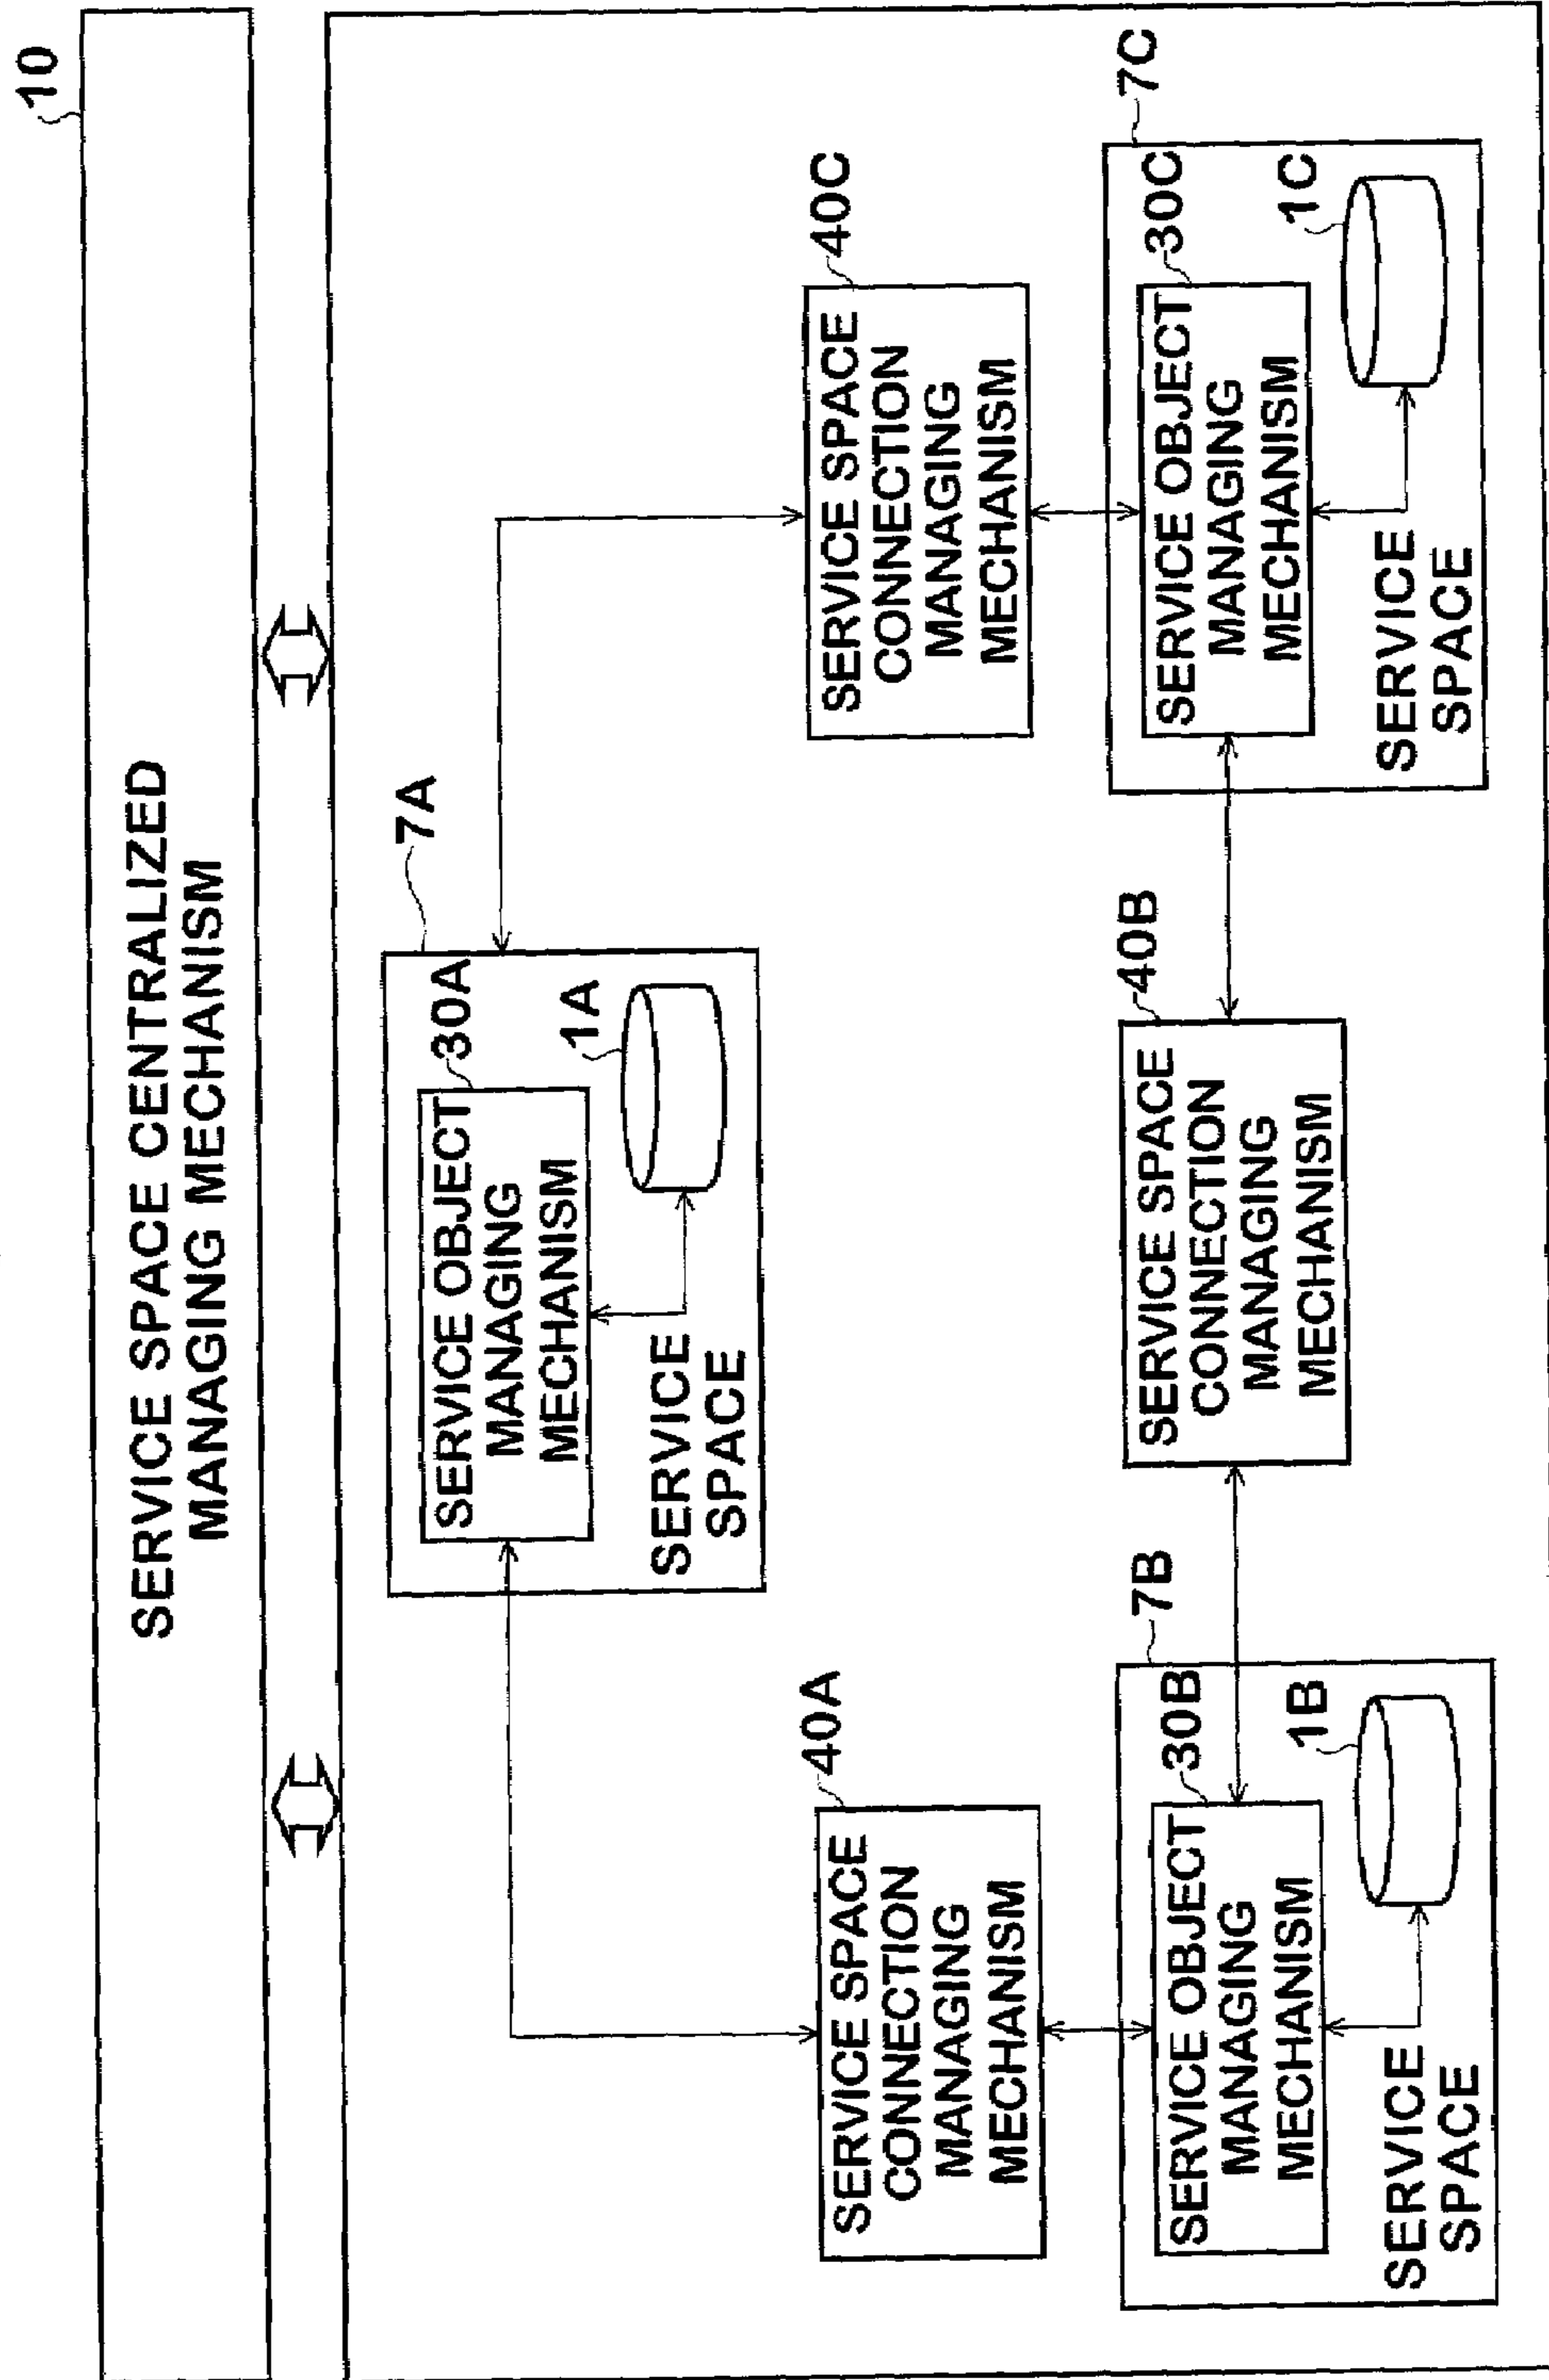 10
SERVICE SPACE CENTRALIZED
MANAGING MECHANISM
7A
30A
SERVICE OBJECT
MANAGING
MECHANISM
1A
SERVICE
SPACE
40A
SERVICE SPACE
CONNECTION
MANAGING
MECHANISM
40C
SERVICE SPACE
CONNECTION
MANAGING
MECHANISM
7B
30B
SERVICE OBJECT
MANAGING
MECHANISM
1B
SERVICE
SPACE
40B
SERVICE SPACE
CONNECTION
MANAGING
MECHANISM
7C
30C
SERVICE OBJECT
MANAGING
MECHANISM
1C
SERVICE
SPACE